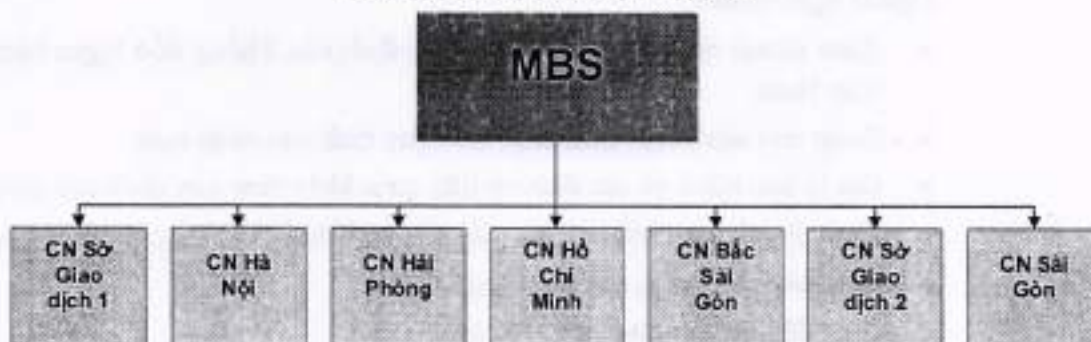 MBS
CN Sở
Giao
dịch 1
CN Hà
Nội
CN Hải
Phòng
CN Hồ
Chí
Minh
CN Bắc
Sài
Gòn
CN Sở
Giao
dịch 2
CN Sài
Gòn